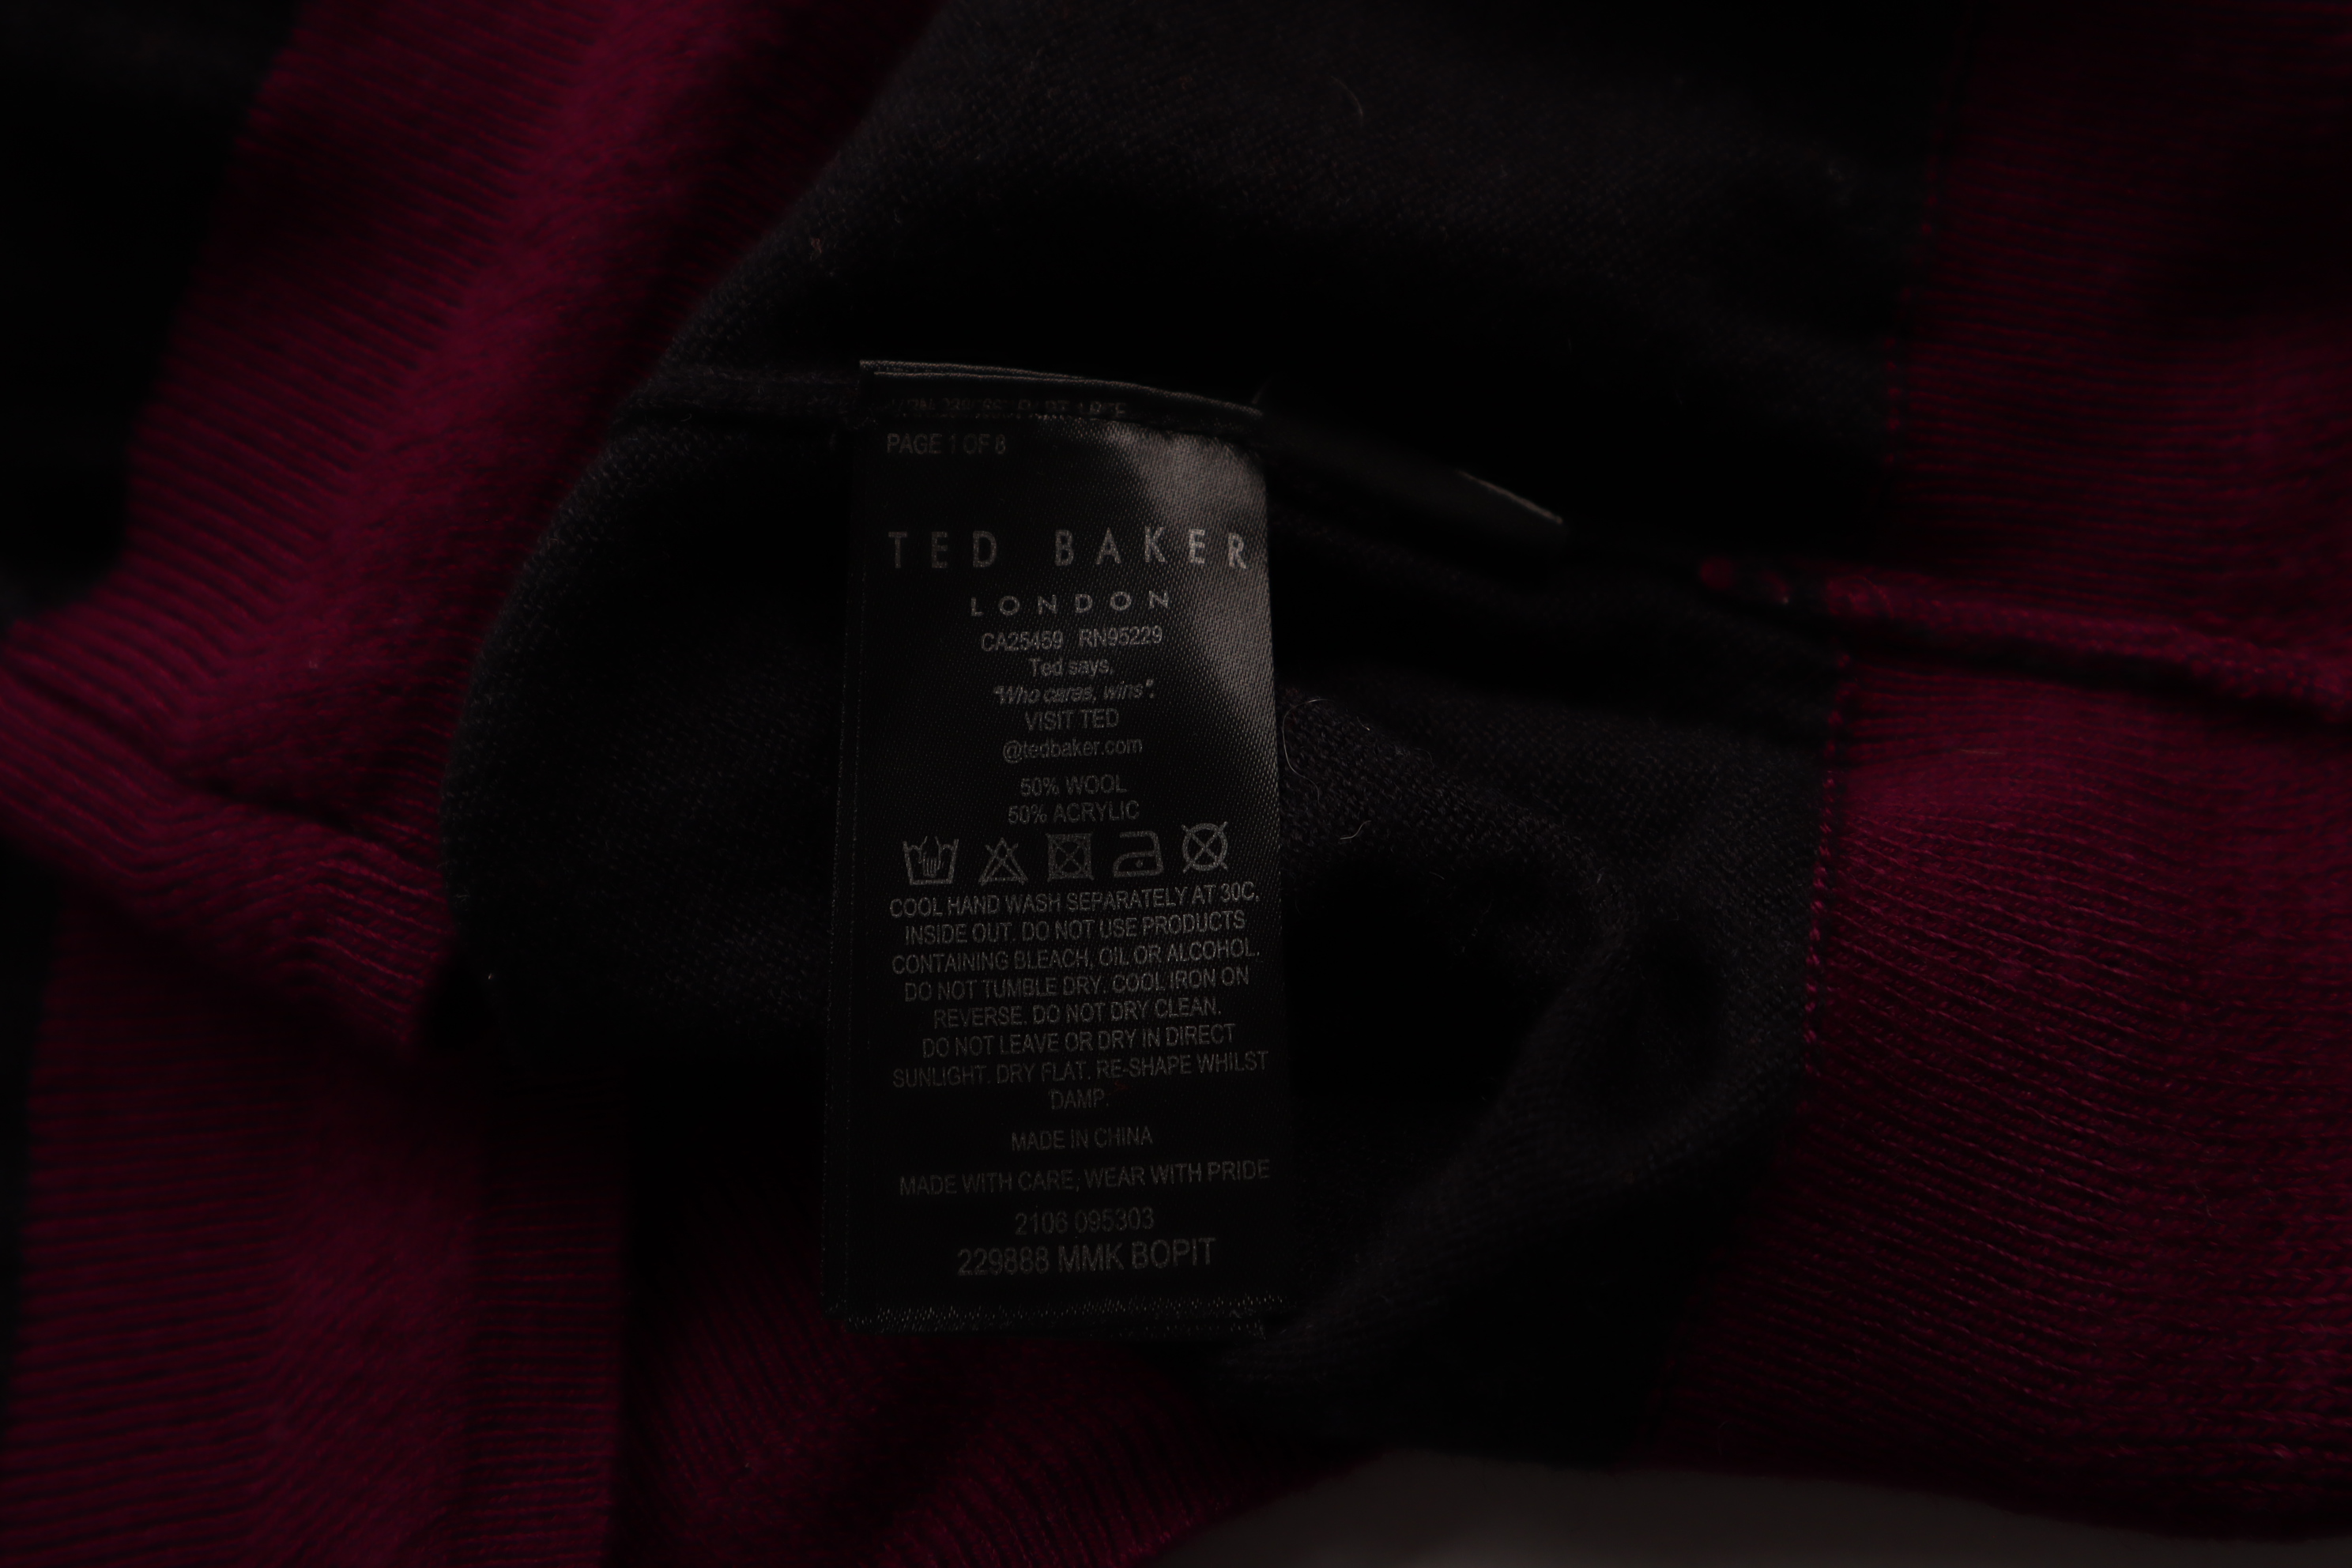 PAGE 1 OF 8
TED BAKER
LONDON
CA25459 RN95229
Ted says,
"Who cares, wins".
VISIT TED
@tedbaker.com
50% WOOL
50% ACRYLIC
COOL HAND WASH SEPARATELY AT 30C,
INSIDE OUT. DO NOT USE PRODUCTS
CONTAINING BLEACH, OIL OR ALCOHOL.
DO NOT TUMBLE DRY. COOL IRON ON
REVERSE. DO NOT DRY CLEAN.
DO NOT LEAVE OR DRY IN DIRECT
SUNLIGHT. DRY FLAT. RE-SHAPE WHILST
DAMP.
MADE IN CHINA
MADE WITH CARE, WEAR WITH PRIDE
2106 095303
229888 MMK BOPIT